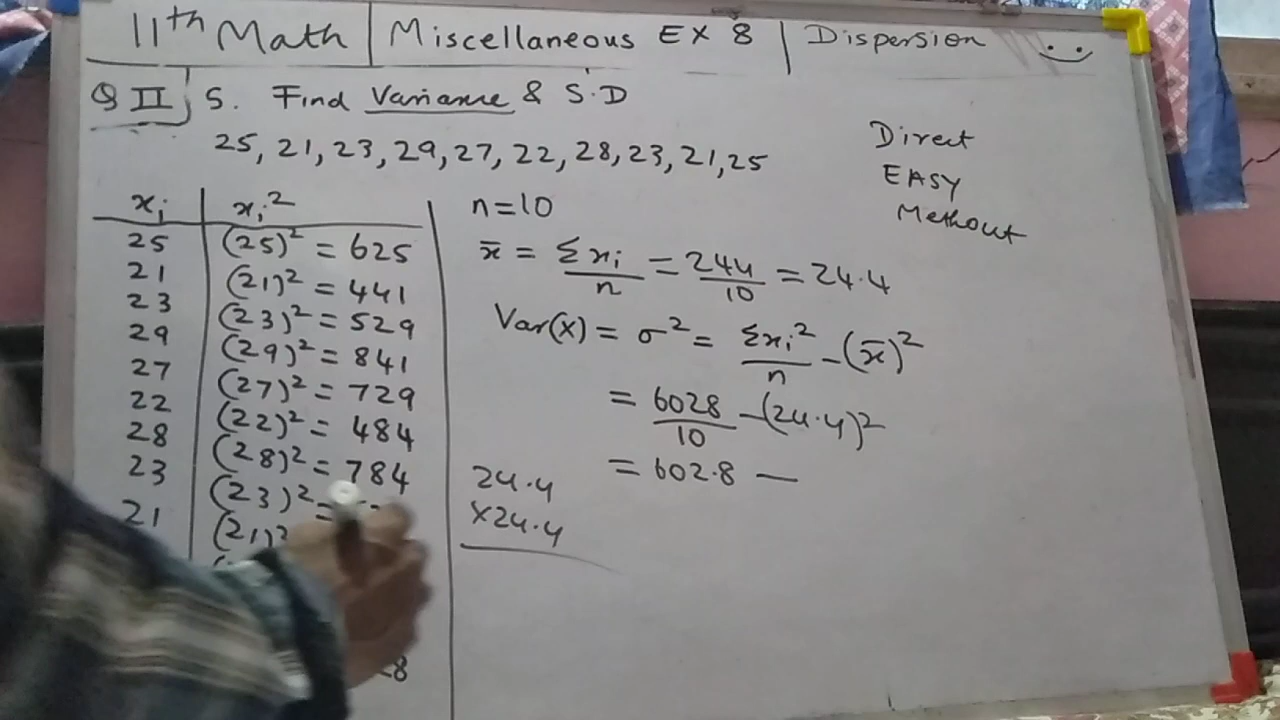 11th Math | Miscellaneous EX 8 | Dispersion
Q II 5. Find Variance & S.D
25, 21, 23, 29, 27, 22, 28, 23, 21, 25
Direct
EASY
Methout
xi | xi²
25 | (25)² = 625
21 | (21)² = 441
23 | (23)² = 529
29 | (29)² = 841
27 | (27)² = 729
22 | (22)² = 484
28 | (28)² = 784
23 | (23)² =
21 | (21)²
28
n=10
x̄ = Σxi/n = 244/10 = 24.4
Var(X) = σ² = Σxi²/n - (x̄)²
= 6028/10 - (24.4)²
= 602.8 —
24.4
x24.4